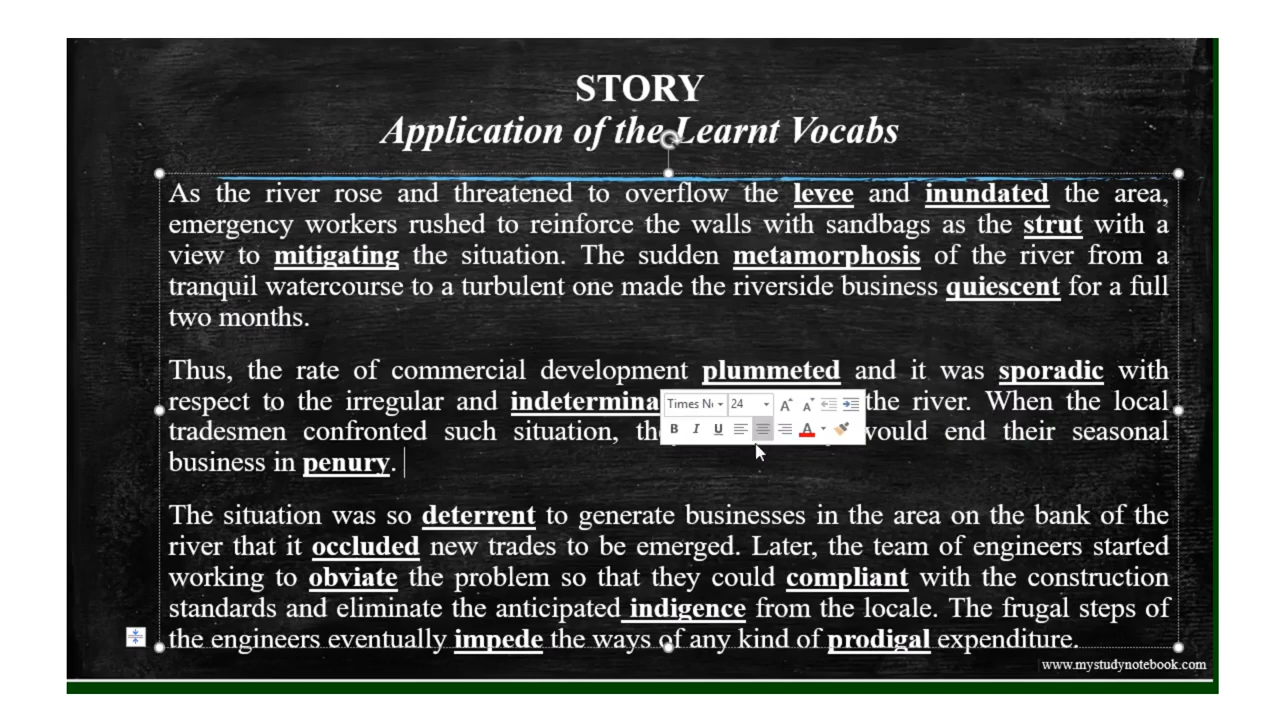 STORY
Application of the Learnt Vocabs
As the river rose and threatened to overflow the levee and inundated the area,
emergency workers rushed to reinforce the walls with sandbags as the strut with a
view to mitigating the situation. The sudden metamorphosis of the river from a
tranquil watercourse to a turbulent one made the riverside business quiescent for a full
two months.
Thus, the rate of commercial development plummeted and it was sporadic with
respect to the irregular and the river. When the local
tradesmen confronted such situation, would end their seasonal
business in penury.
The situation was so deterrent to generate businesses in the area on the bank of the
river that it occluded new trades to be emerged. Later, the team of engineers started
working to obviate the problem so that they could compliant with the construction
standards and eliminate the anticipated indigence from the locale. The frugal steps of
the engineers eventually impede the ways of any kind of prodigal expenditure.
www.mystudynotebook.com
24
B I U A